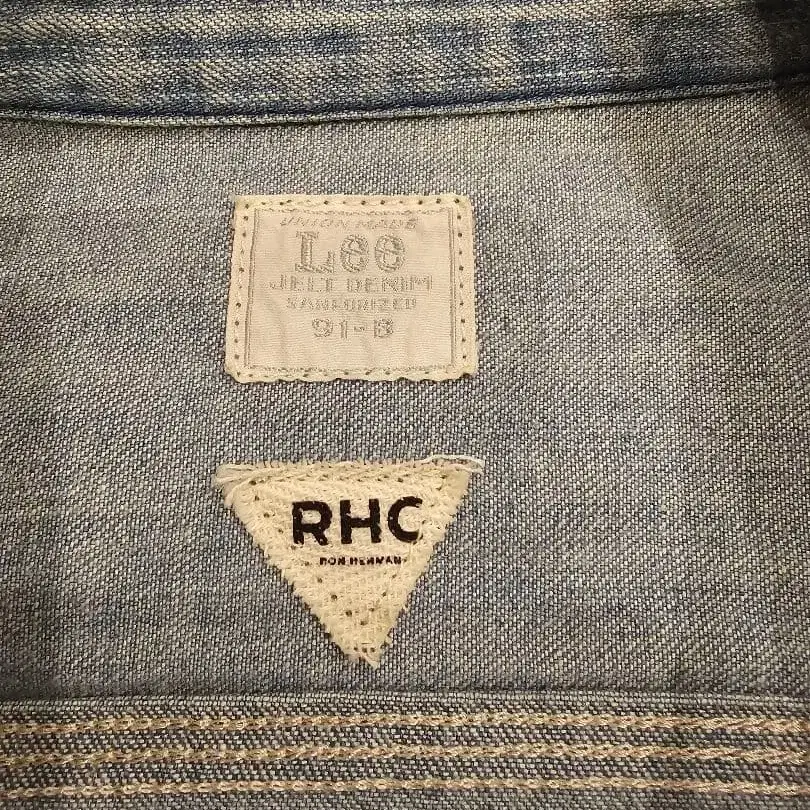 UNION MADE
Lee
JELT DENIM
SANFORIZED
91-B
RHC
RON HERMAN